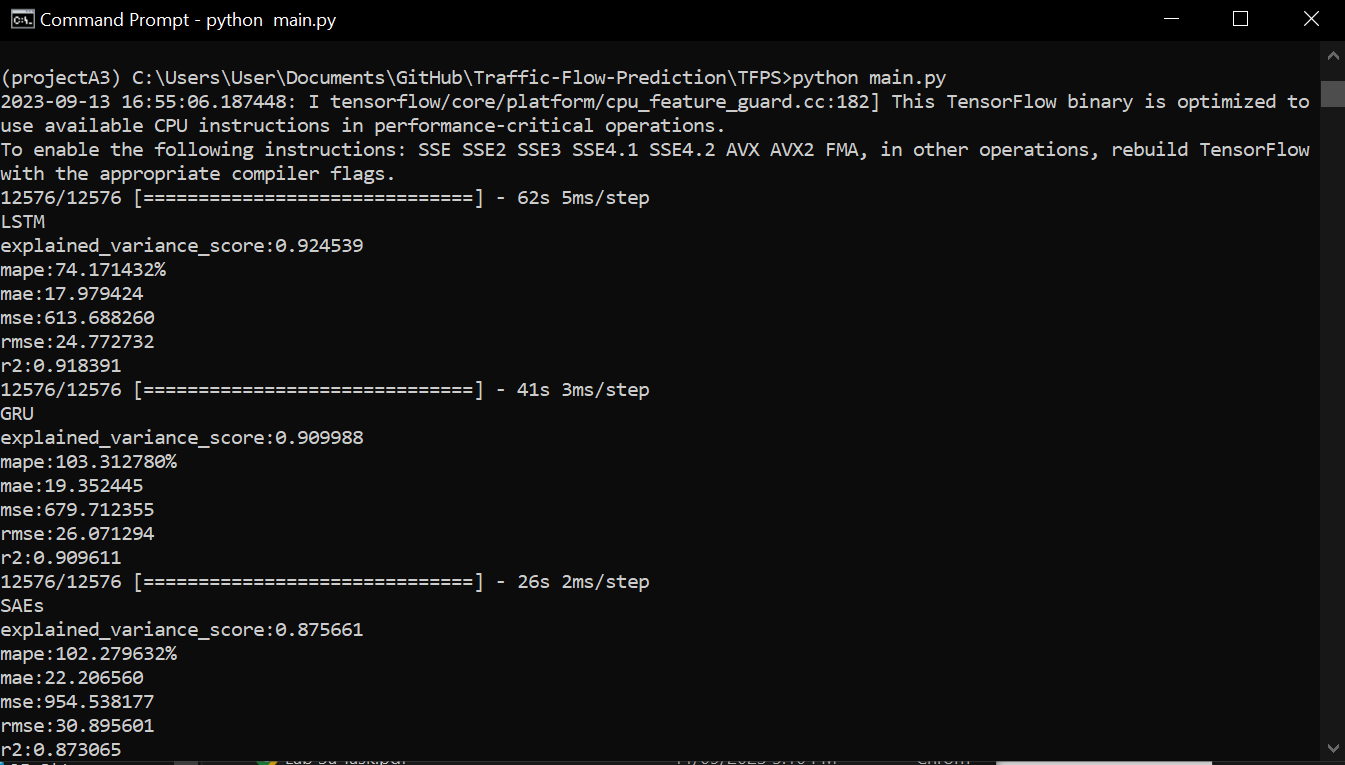 Command Prompt - python  main.py
(projectA3) C:\Users\User\Documents\GitHub\Traffic-Flow-Prediction\TFPS>python main.py
2023-09-13 16:55:06.187448: I tensorflow/core/platform/cpu_feature_guard.cc:182] This TensorFlow binary is optimized to
use available CPU instructions in performance-critical operations.
To enable the following instructions: SSE SSE2 SSE3 SSE4.1 SSE4.2 AVX AVX2 FMA, in other operations, rebuild TensorFlow
with the appropriate compiler flags.
12576/12576 [==============================] - 62s 5ms/step
LSTM
explained_variance_score:0.924539
mape:74.171432%
mae:17.979424
mse:613.688260
rmse:24.772732
r2:0.918391
12576/12576 [==============================] - 41s 3ms/step
GRU
explained_variance_score:0.909988
mape:103.312780%
mae:19.352445
mse:679.712355
rmse:26.071294
r2:0.909611
12576/12576 [==============================] - 26s 2ms/step
SAEs
explained_variance_score:0.875661
mape:102.279632%
mae:22.206560
mse:954.538177
rmse:30.895601
r2:0.873065